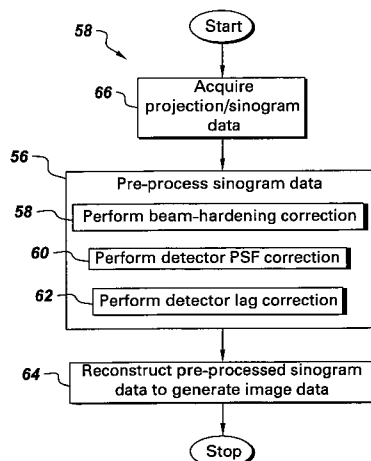 Start
58
Acquire
projection/sinogram
data
66
56
Pre-process sinogram data
58
Perform beam-hardening correction
60
Perform detector PSF correction
62
Perform detector lag correction
64
Reconstruct pre-processed sinogram
data to generate image data
Stop